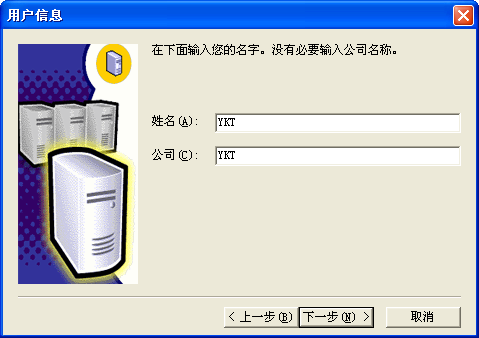 用户信息
在下面输入您的名字。没有必要输入公司名称。
姓名(A): YKT
公司(C): YKT
< 上一步(B) 下一步(N) > 取消